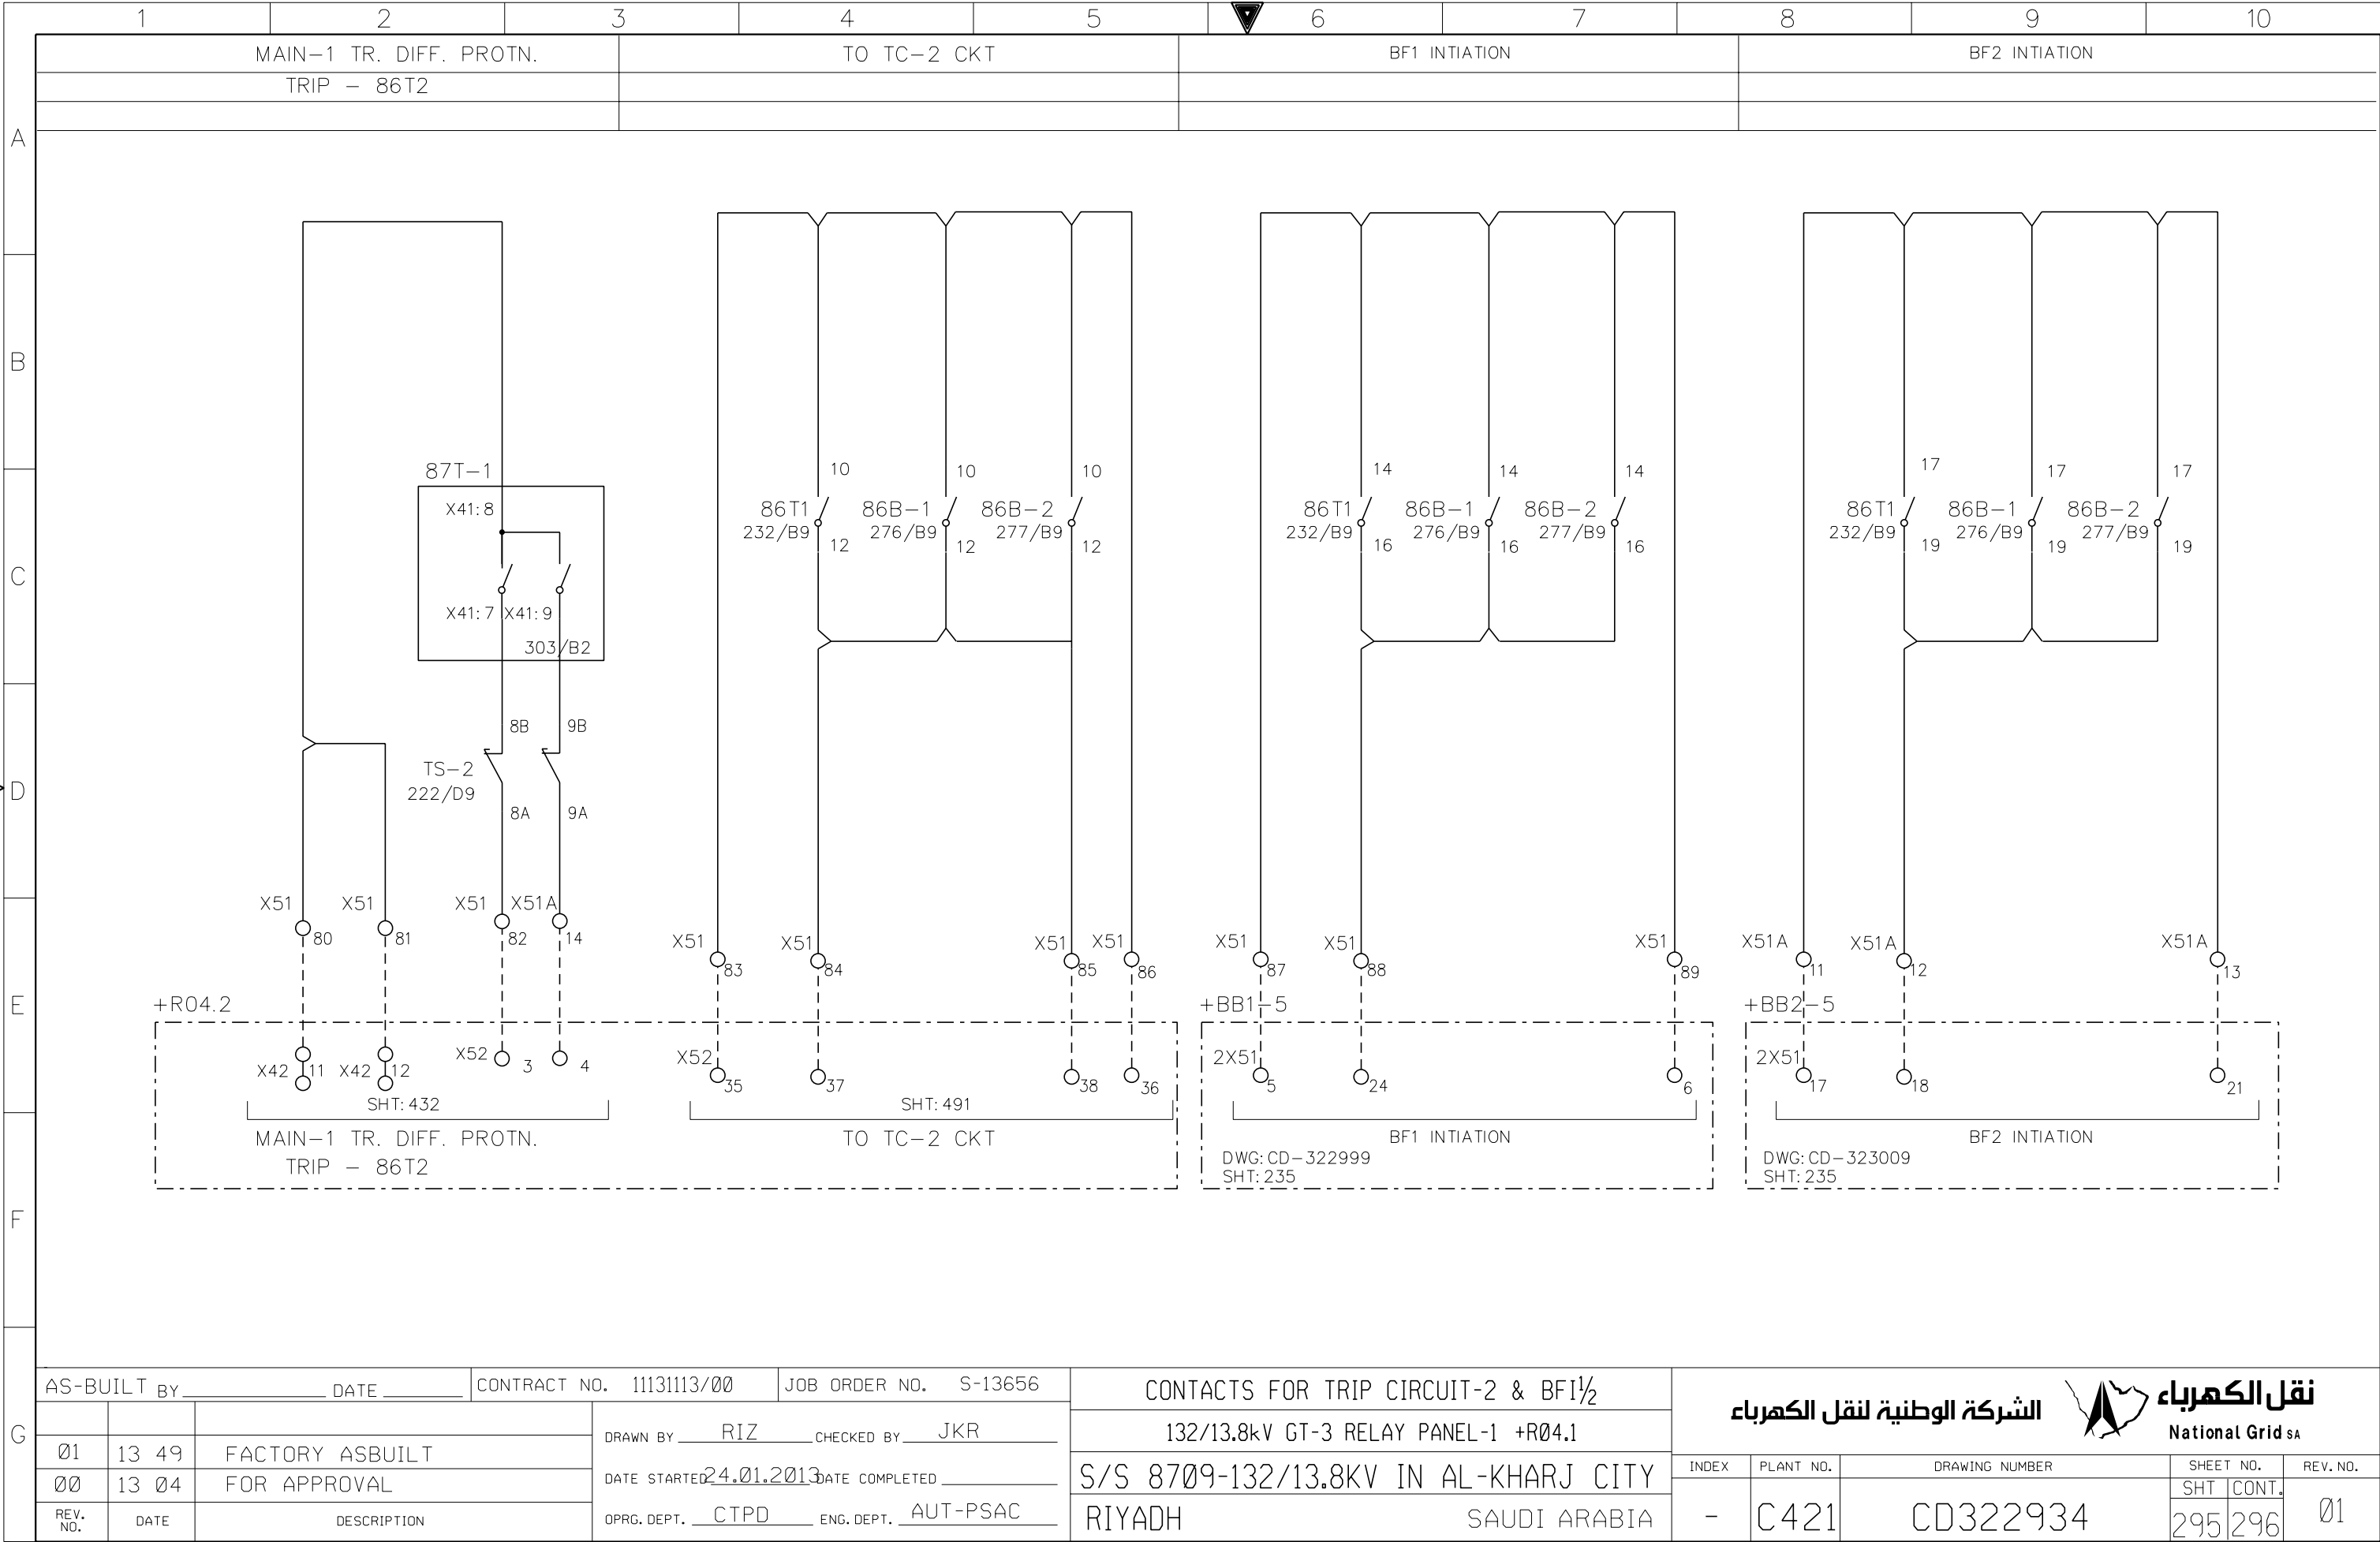 1 2 3 4 5 6 7 8 9 10
MAIN-1 TR. DIFF. PROTN. TO TC-2 CKT BF1 INTIATION BF2 INTIATION
TRIP - 86T2
A
B
C
D
E
F
G
87T-1
X41:8
X41:7 X41:9
303/B2
8B 9B
TS-2
222/D9
8A 9A
10 10 10
86T1 86B-1 86B-2
232/B9 276/B9 277/B9
12 12 12
14 14 14
86T1 86B-1 86B-2
232/B9 276/B9 277/B9
16 16 16
17 17 17
86T1 86B-1 86B-2
232/B9 276/B9 277/B9
19 19 19
X51 X51 X51 X51A
80 81 82 14
X51 X51 X51 X51
83 84 85 86
X51 X51 X51
87 88 89
X51A X51A X51A
11 12 13
+R04.2
X42 11 X42 12 X52 3 4
SHT:432
MAIN-1 TR. DIFF. PROTN.
TRIP - 86T2
X52
35 37 38 36
SHT:491
TO TC-2 CKT
+BB1-5
2X51
5 24 6
BF1 INTIATION
DWG:CD-322999
SHT:235
+BB2-5
2X51
17 18 21
BF2 INTIATION
DWG:CD-323009
SHT:235
AS-BUILT BY DATE CONTRACT NO. 11131113/00 JOB ORDER NO. S-13656
01 13 49 FACTORY ASBUILT
00 13 04 FOR APPROVAL
REV. NO. DATE DESCRIPTION
DRAWN BY RIZ CHECKED BY JKR
DATE STARTED 24.01.2013 DATE COMPLETED
OPRG. DEPT. CTPD ENG. DEPT. AUT-PSAC
CONTACTS FOR TRIP CIRCUIT-2 & BFI½
132/13.8kV GT-3 RELAY PANEL-1 +R04.1
S/S 8709-132/13.8KV IN AL-KHARJ CITY
RIYADH SAUDI ARABIA
الشركة الوطنية لنقل الكهرباء
نقل الكهرباء
National Grid SA
INDEX PLANT NO. DRAWING NUMBER SHEET NO. REV. NO.
SHT CONT.
- C421 CD322934 295 296 01